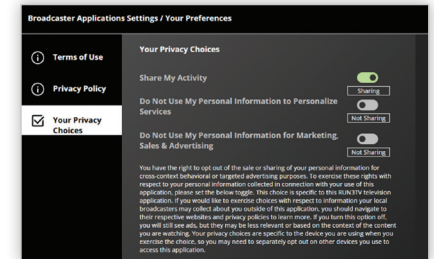 Broadcaster Applications Settings / Your Preferences
Terms of Use
Privacy Policy
Your Privacy
Choices
Your Privacy Choices
Share My Activity
Sharing
Do Not Use My Personal Information to Personalize
Services
Not Sharing
Do Not Use My Personal Information for Marketing,
Sales & Advertising
Not Sharing
You have the right to opt out of the sale or sharing of your personal information for
cross-context behavioral or targeted advertising purposes. To exercise these rights with
respect to your personal information collected in connection with your use of this
application, please set the below toggle. This choice is specific to this RUN3TV television
application. If you would like to exercise choices with respect to information your local
broadcasters may collect about you outside of this application, you should navigate to
their respective websites and privacy policies to learn more. If you turn this option off,
you will still see ads, but they may be less relevant or based on the context of the content
you are watching. Your privacy choices are specific to the device you are using when you
exercise the choice, so you may need to separately opt out on other devices you use to
access this application.